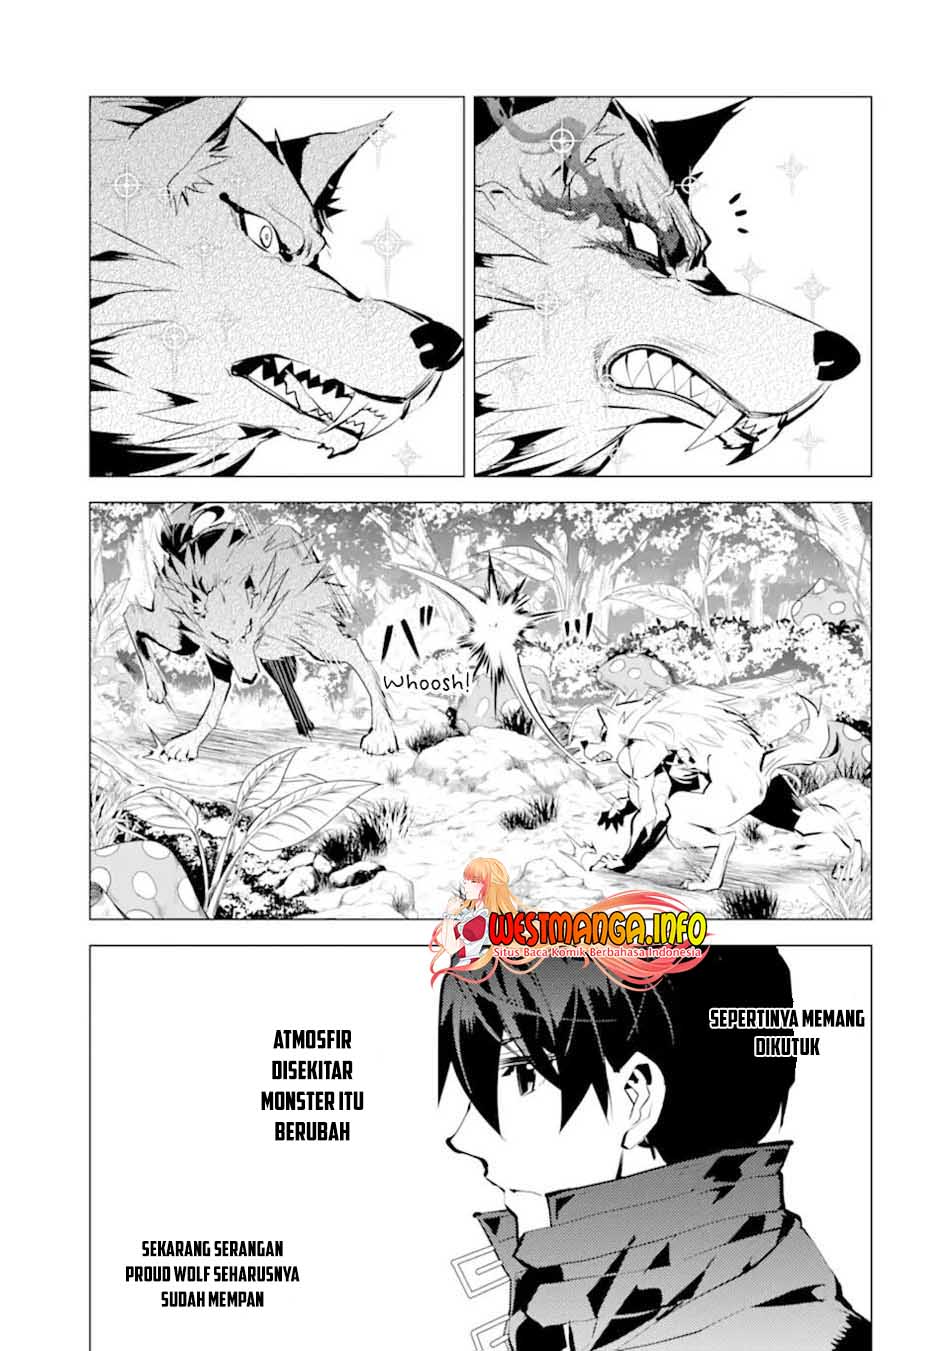 Whoosh!
WESTMANGA.INFO
Situs Baca Komik Berbahasa Indonesia
SEPERTINYA MEMANG
DIKUTUK
ATMOSFIR
DISEKITAR
MONSTER ITU
BERUBAH
SEKARANG SERANGAN
PROUD WOLF SEHARUSNYA
SUDAH MEMPAN